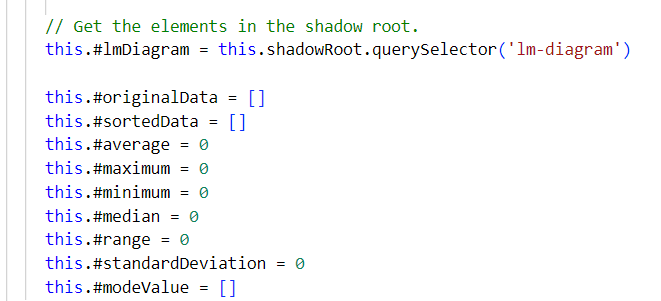 // Get the elements in the shadow root.
this.#lmDiagram = this.shadowRoot.querySelector('lm-diagram')
this.#originalData = []
this.#sortedData = []
this.#average = 0
this.#maximum = 0
this.#minimum = 0
this.#median = 0
this.#range = 0
this.#standardDeviation = 0
this.#modeValue = []